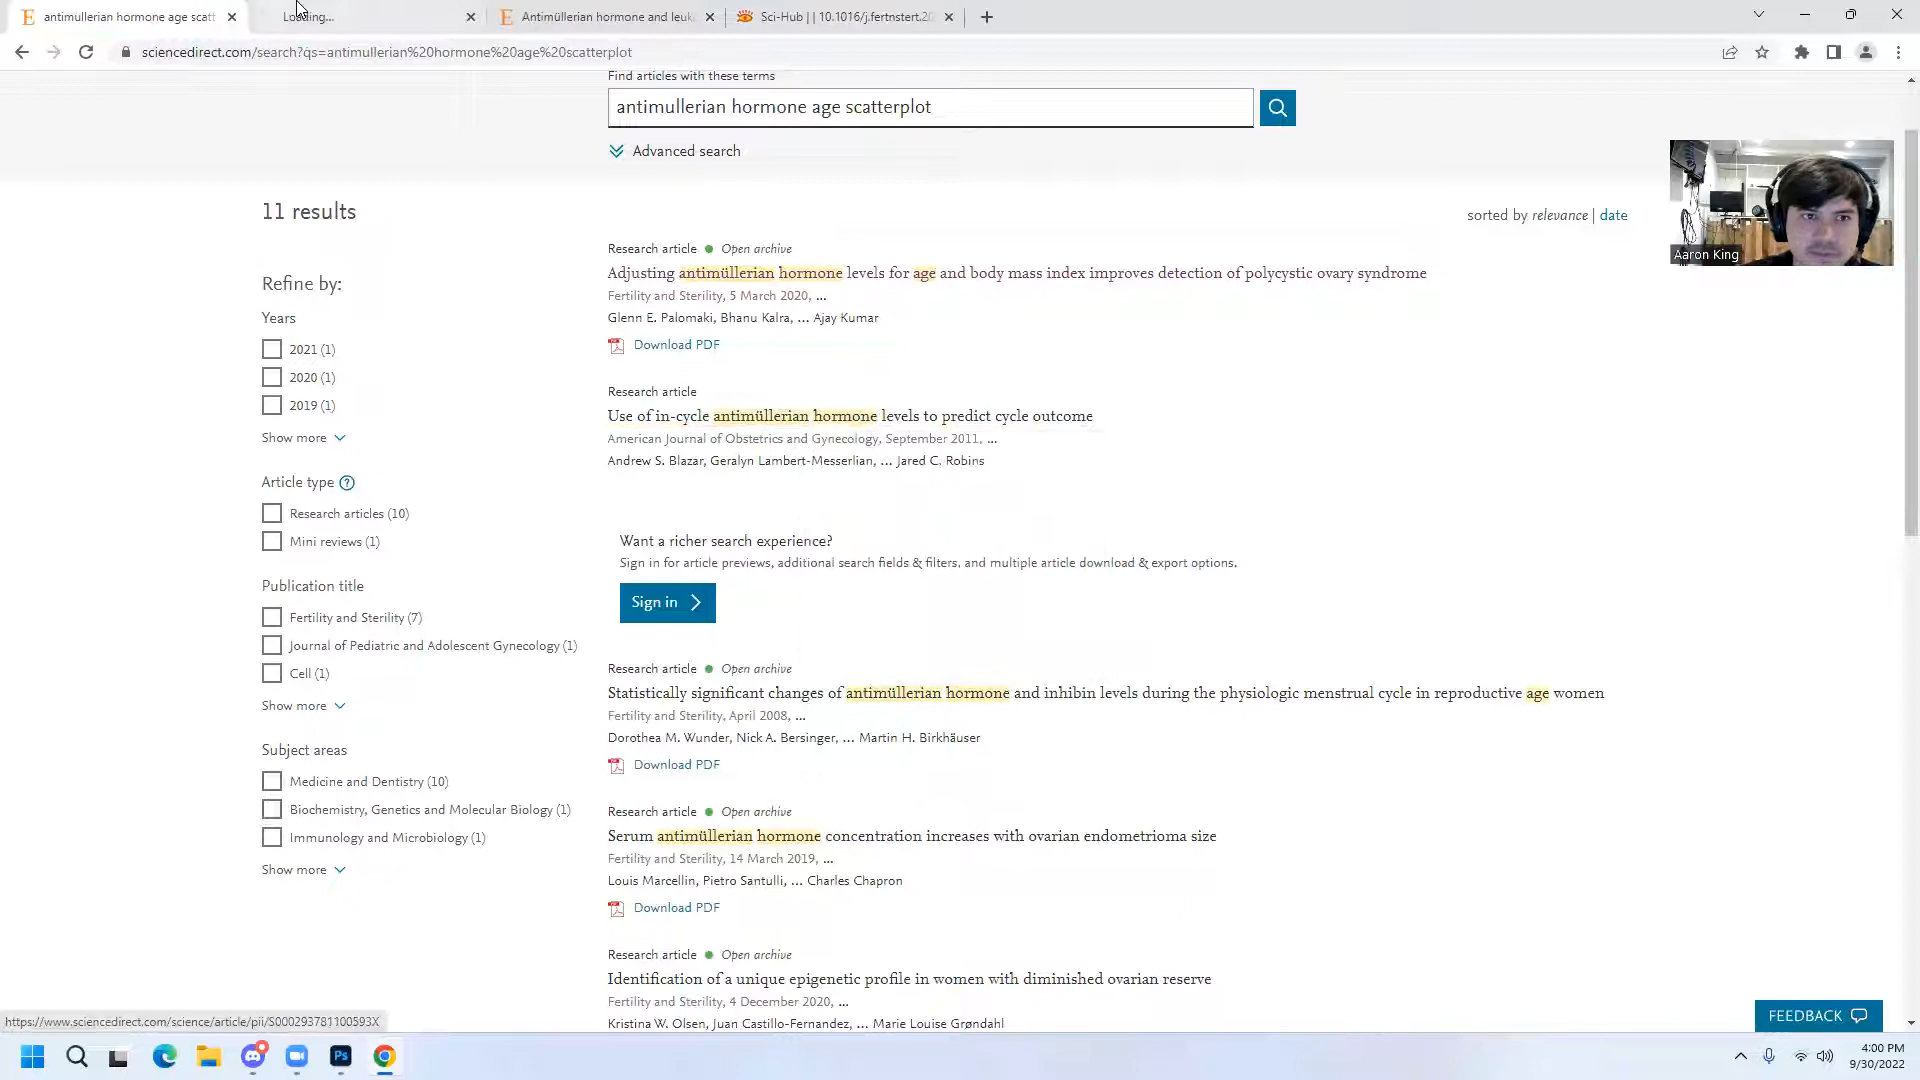 antimullerian hormone age scatt
Loading...
Antimüllerian hormone and leuk
Sci-Hub | | 10.1016/j.fertnstert.20
sciencedirect.com/search?qs=antimullerian%20hormone%20age%20scatterplot
Find articles with these terms
antimullerian hormone age scatterplot
Advanced search
11 results
sorted by relevance | date
Aaron King
Refine by:
Years
2021 (1)
2020 (1)
2019 (1)
Show more
Article type ?
Research articles (10)
Mini reviews (1)
Publication title
Fertility and Sterility (7)
Journal of Pediatric and Adolescent Gynecology (1)
Cell (1)
Show more
Subject areas
Medicine and Dentistry (10)
Biochemistry, Genetics and Molecular Biology (1)
Immunology and Microbiology (1)
Show more
Research article Open archive
Adjusting antimüllerian hormone levels for age and body mass index improves detection of polycystic ovary syndrome
Fertility and Sterility, 5 March 2020, ...
Glenn E. Palomaki, Bhanu Kalra, ... Ajay Kumar
Download PDF
Research article
Use of in-cycle antimüllerian hormone levels to predict cycle outcome
American Journal of Obstetrics and Gynecology, September 2011, ...
Andrew S. Blazar, Geralyn Lambert-Messerlian, ... Jared C. Robins
Want a richer search experience?
Sign in for article previews, additional search fields & filters, and multiple article download & export options.
Sign in
Research article Open archive
Statistically significant changes of antimüllerian hormone and inhibin levels during the physiologic menstrual cycle in reproductive age women
Fertility and Sterility, April 2008, ...
Dorothea M. Wunder, Nick A. Bersinger, ... Martin H. Birkhäuser
Download PDF
Research article Open archive
Serum antimüllerian hormone concentration increases with ovarian endometrioma size
Fertility and Sterility, 14 March 2019, ...
Louis Marcellin, Pietro Santulli, ... Charles Chapron
Download PDF
Research article Open archive
Identification of a unique epigenetic profile in women with diminished ovarian reserve
Fertility and Sterility, 4 December 2020, ...
Kristina W. Olsen, Juan Castillo-Fernandez, ... Marie Louise Grøndahl
FEEDBACK
https://www.sciencedirect.com/science/article/pii/S000293781100593X
Ps
4:00 PM
9/30/2022